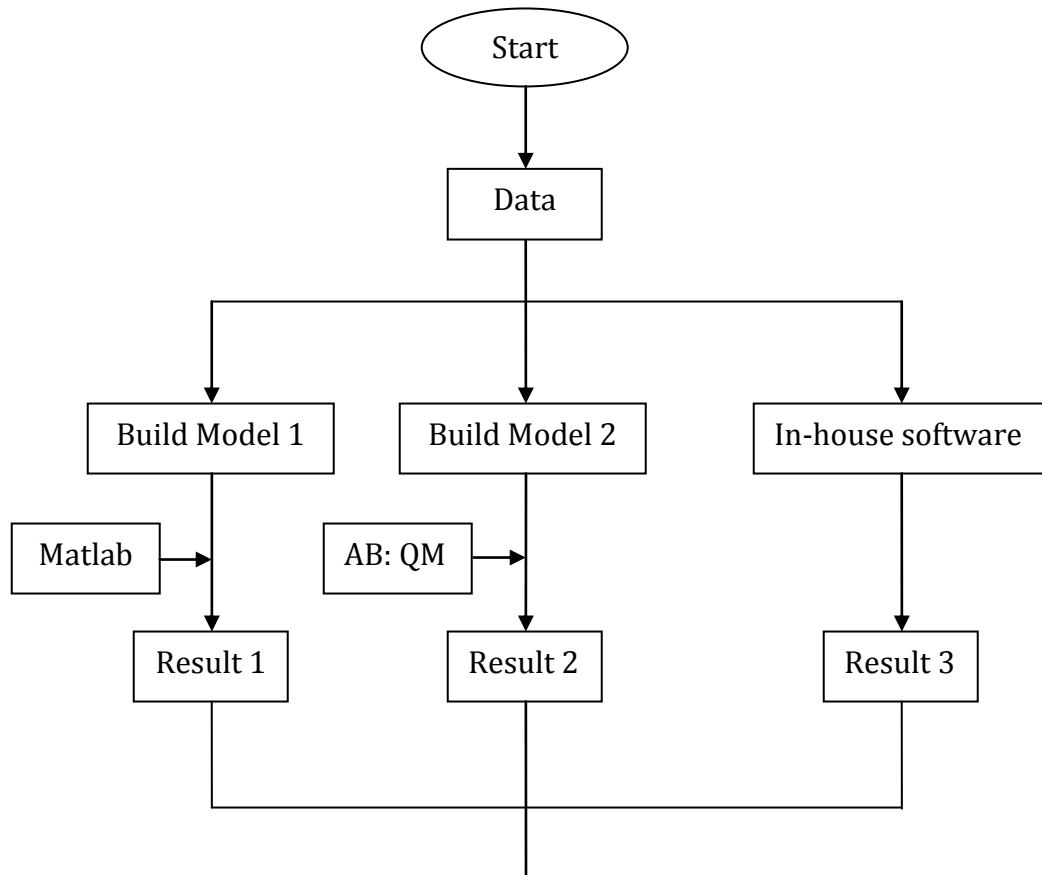 Start
Data
Build Model 1
Build Model 2
In-house software
Matlab
AB: QM
Result 1
Result 2
Result 3